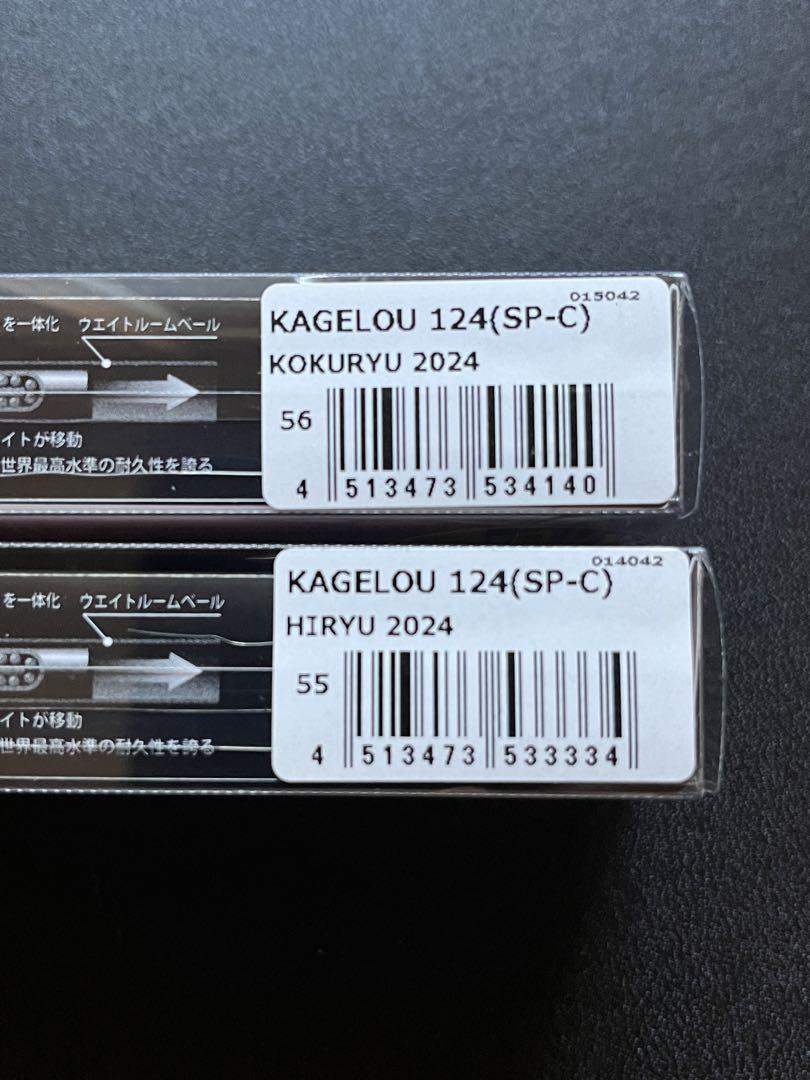 を一体化 ウエイトルームベール
イトが移動
世界最高水準の耐久性を誇る
015042
KAGELOU 124(SP-C)
KOKURYU 2024
56
4 513473 534140
を一体化 ウエイトルームベール
イトが移動
世界最高水準の耐久性を誇る
014042
KAGELOU 124(SP-C)
HIRYU 2024
55
4 513473 533334